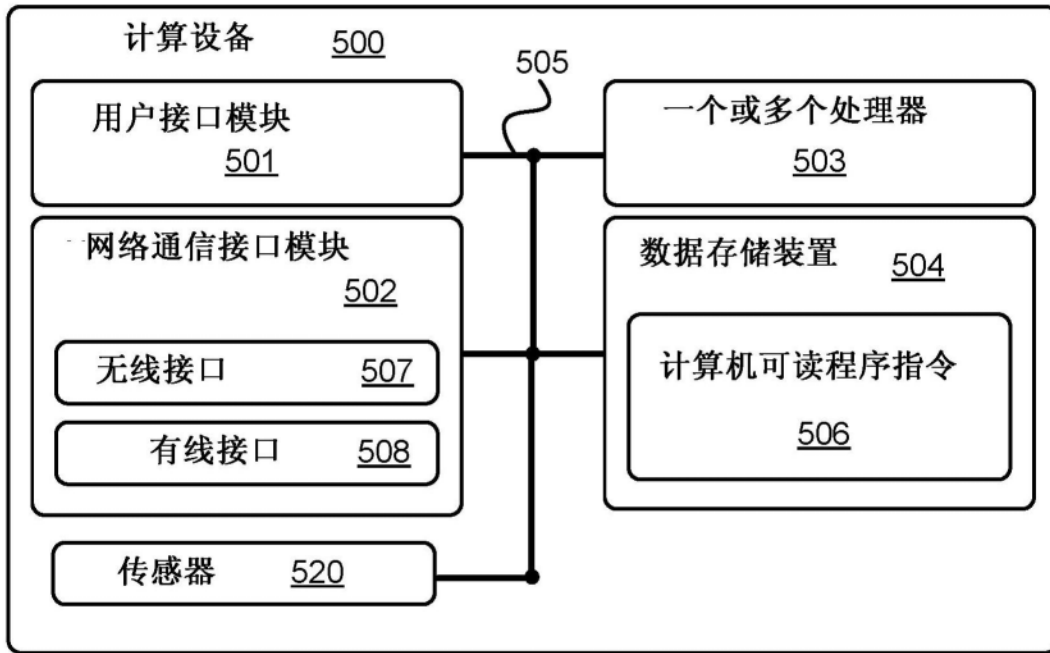 计算设备 500
505
用户接口模块
501
一个或多个处理器
503
网络通信接口模块
502
无线接口 507
有线接口 508
数据存储装置 504
计算机可读程序指令
506
传感器 520